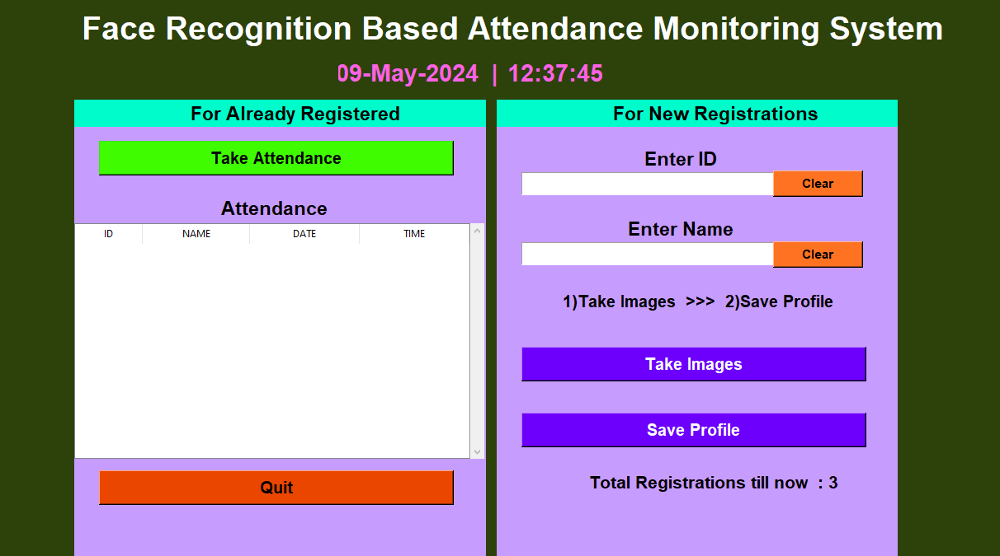 Face Recognition Based Attendance Monitoring System
09-May-2024 | 12:37:45
For Already Registered
Take Attendance
Attendance
ID NAME DATE TIME
Quit
For New Registrations
Enter ID
Clear
Enter Name
Clear
1)Take Images >>> 2)Save Profile
Take Images
Save Profile
Total Registrations till now : 3